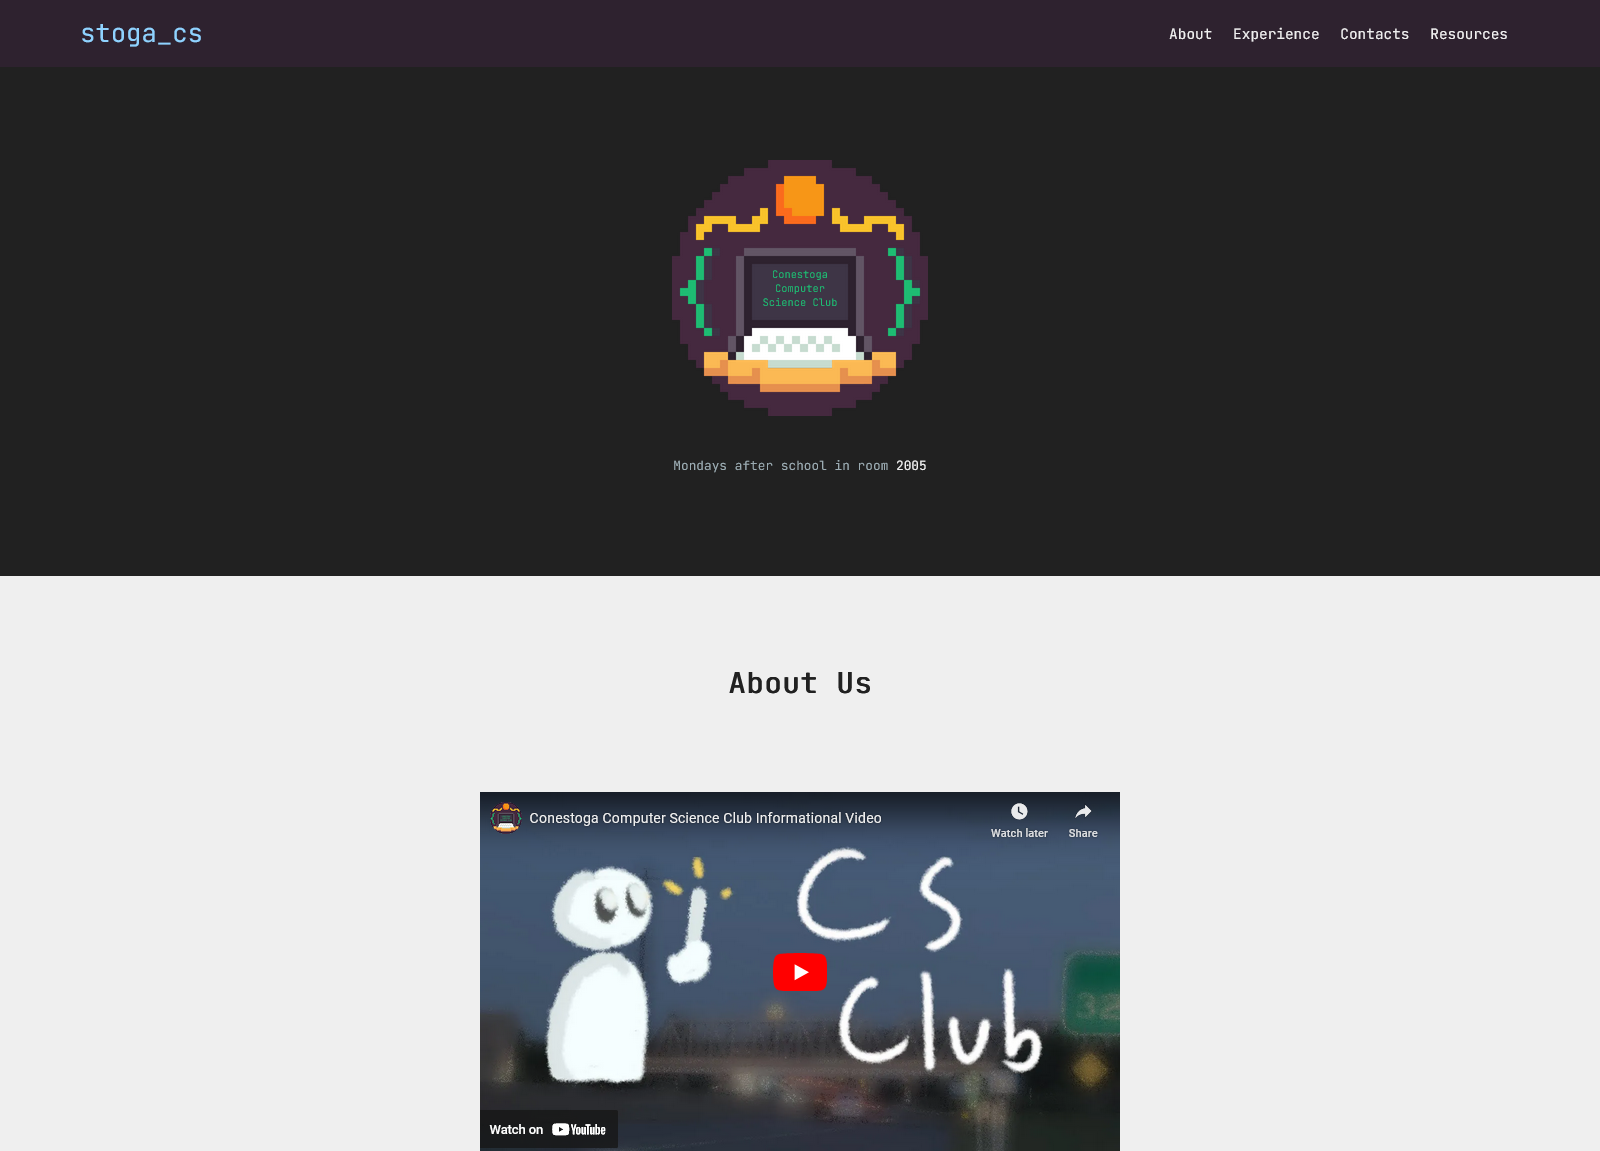 stoga_cs
About Experience Contacts Resources
Conestoga
Computer
Science Club
Mondays after school in room 2005
About Us
Conestoga Computer Science Club Informational Video
Watch later Share
CS
Club
32
Watch on YouTube